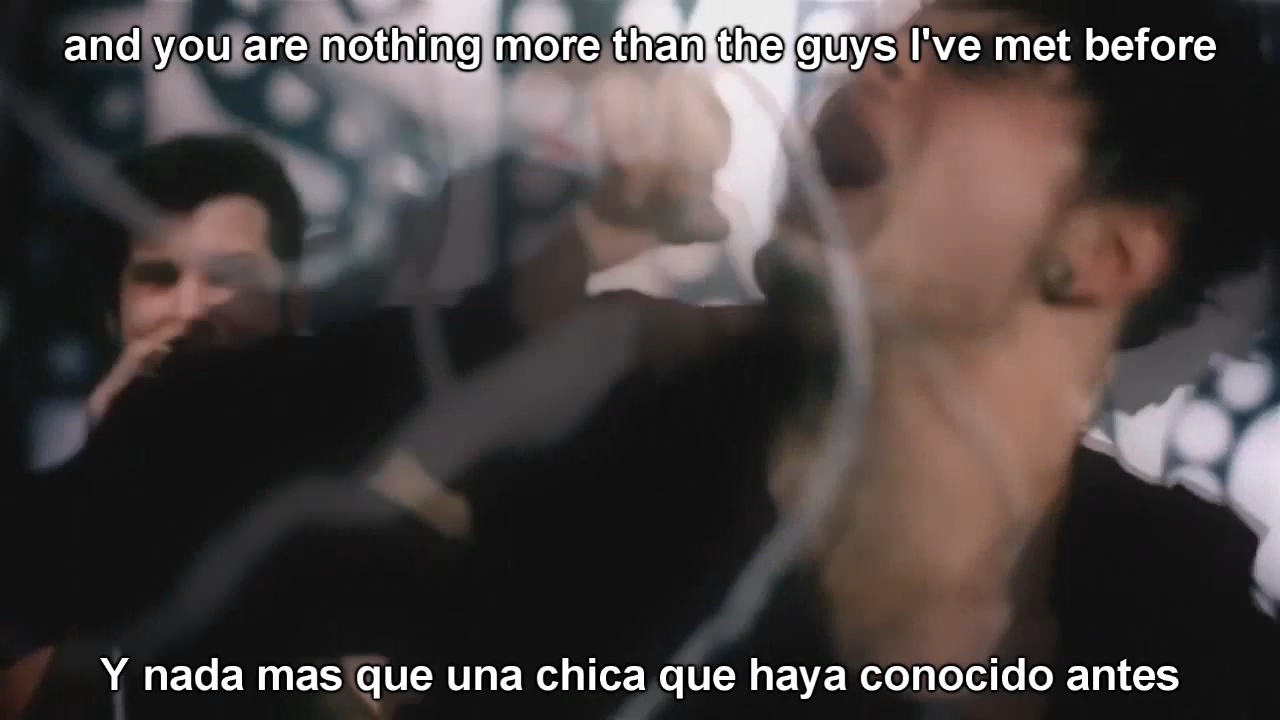 and you are nothing more than the guys I've met before
Y nada mas que una chica que haya conocido antes